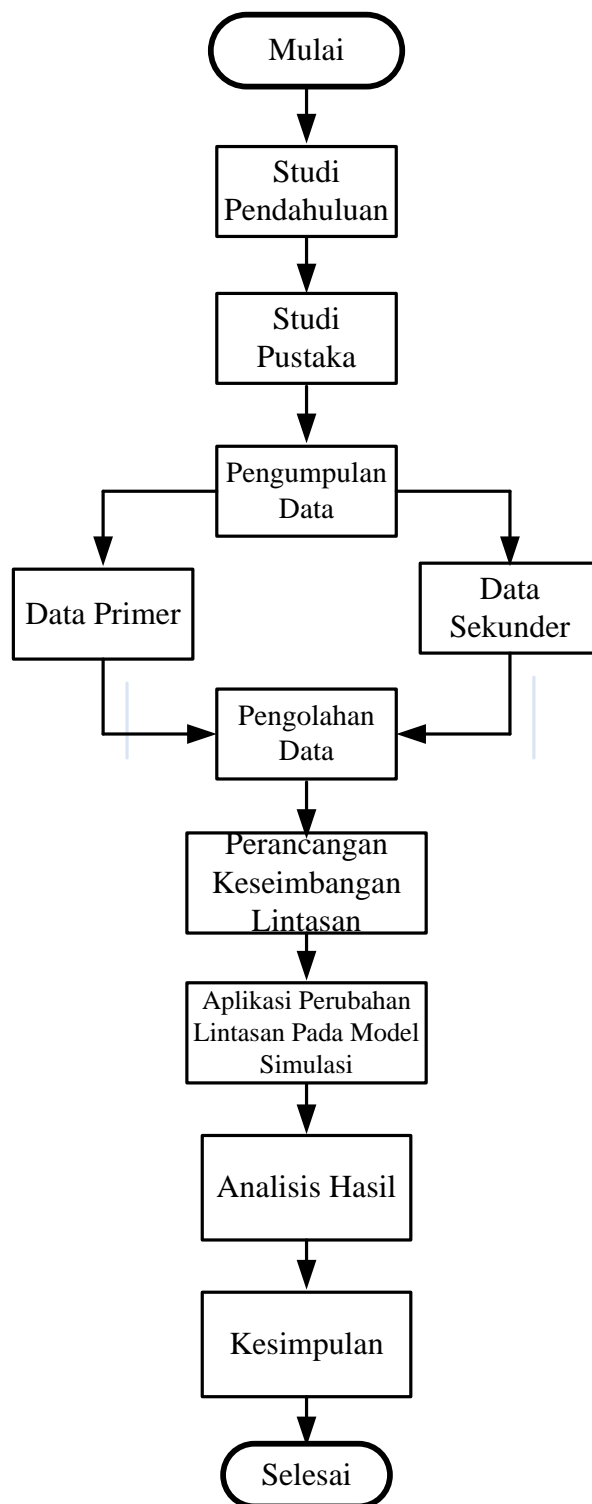 Mulai
Studi
Pendahuluan
Studi
Pustaka
Pengumpulan
Data
Data Primer
Data
Sekunder
Pengolahan
Data
Perancangan
Keseimbangan
Lintasan
Aplikasi Perubahan
Lintasan Pada Model
Simulasi
Analisis Hasil
Kesimpulan
Selesai